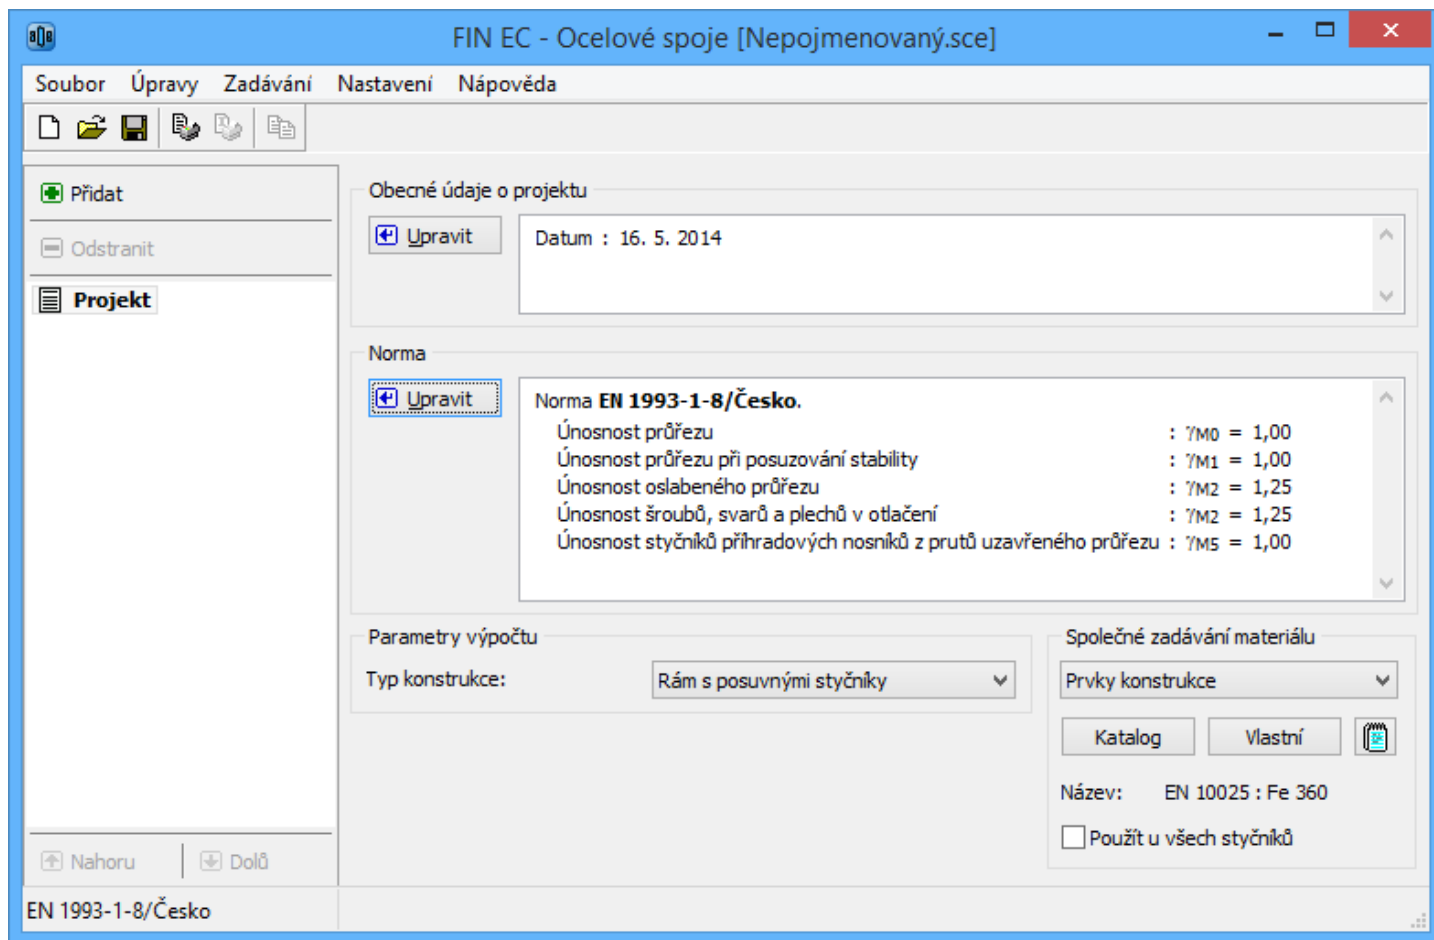 FIN EC - Ocelové spoje [Nepojmenovaný.sce]
Soubor Úpravy Zadávání Nastavení Nápověda
Přidat
Odstranit
Projekt
Obecné údaje o projektu
Upravit
Datum : 16. 5. 2014
Norma
Upravit
Norma EN 1993-1-8/Česko.
Únosnost průřezu : γM0 = 1,00
Únosnost průřezu při posuzování stability : γM1 = 1,00
Únosnost oslabeného průřezu : γM2 = 1,25
Únosnost šroubů, svarů a plechů v otlačení : γM2 = 1,25
Únosnost styčníků příhradových nosníků z prutů uzavřeného průřezu : γM5 = 1,00
Parametry výpočtu
Typ konstrukce: Rám s posuvnými styčníky
Společné zadávání materiálu
Prvky konstrukce
Katalog Vlastní
Název: EN 10025 : Fe 360
Použít u všech styčníků
Nahoru Dolů
EN 1993-1-8/Česko